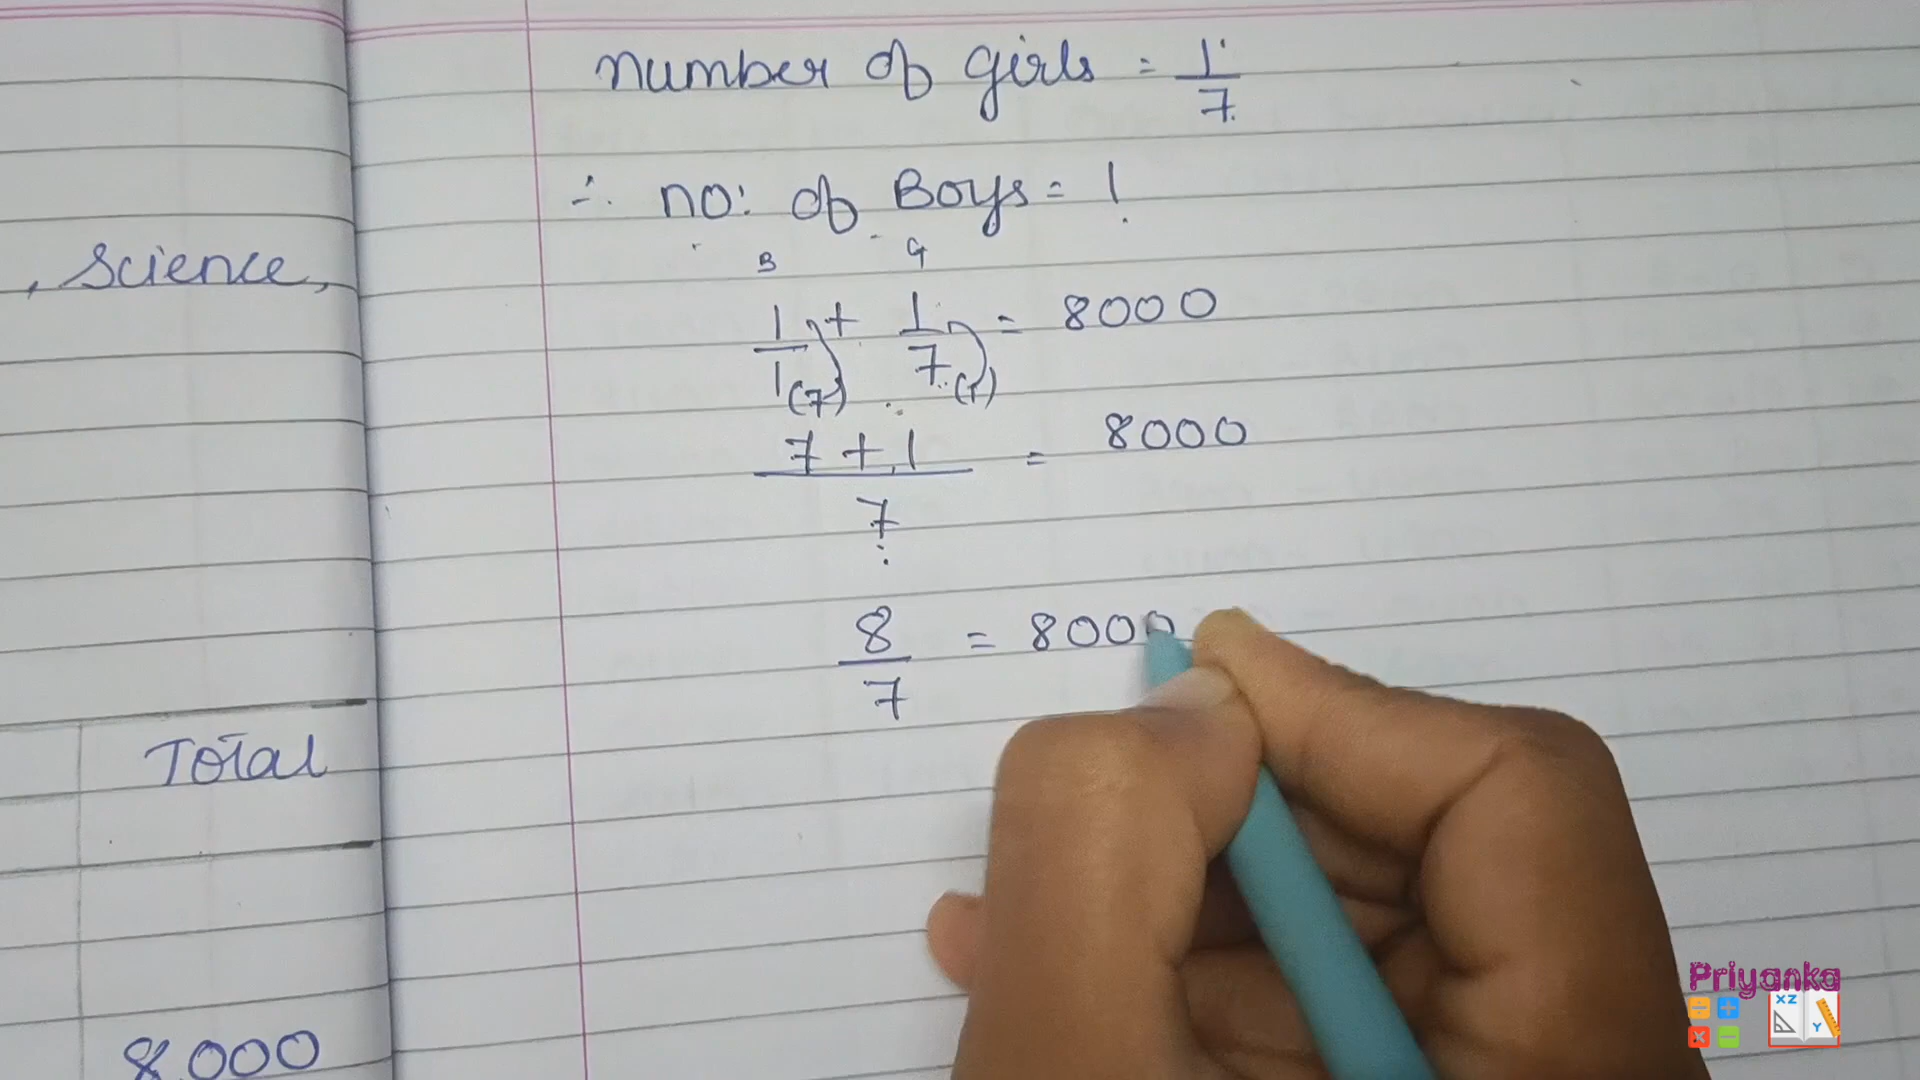 , Science,
Total
8000
number of girls = 1/7
∴ no: of Boys = 1
B G
1/1(7) + 1/7(1) = 8000
7+1/7 = 8000
8/7 = 8000
Priyanka
XZ
Y